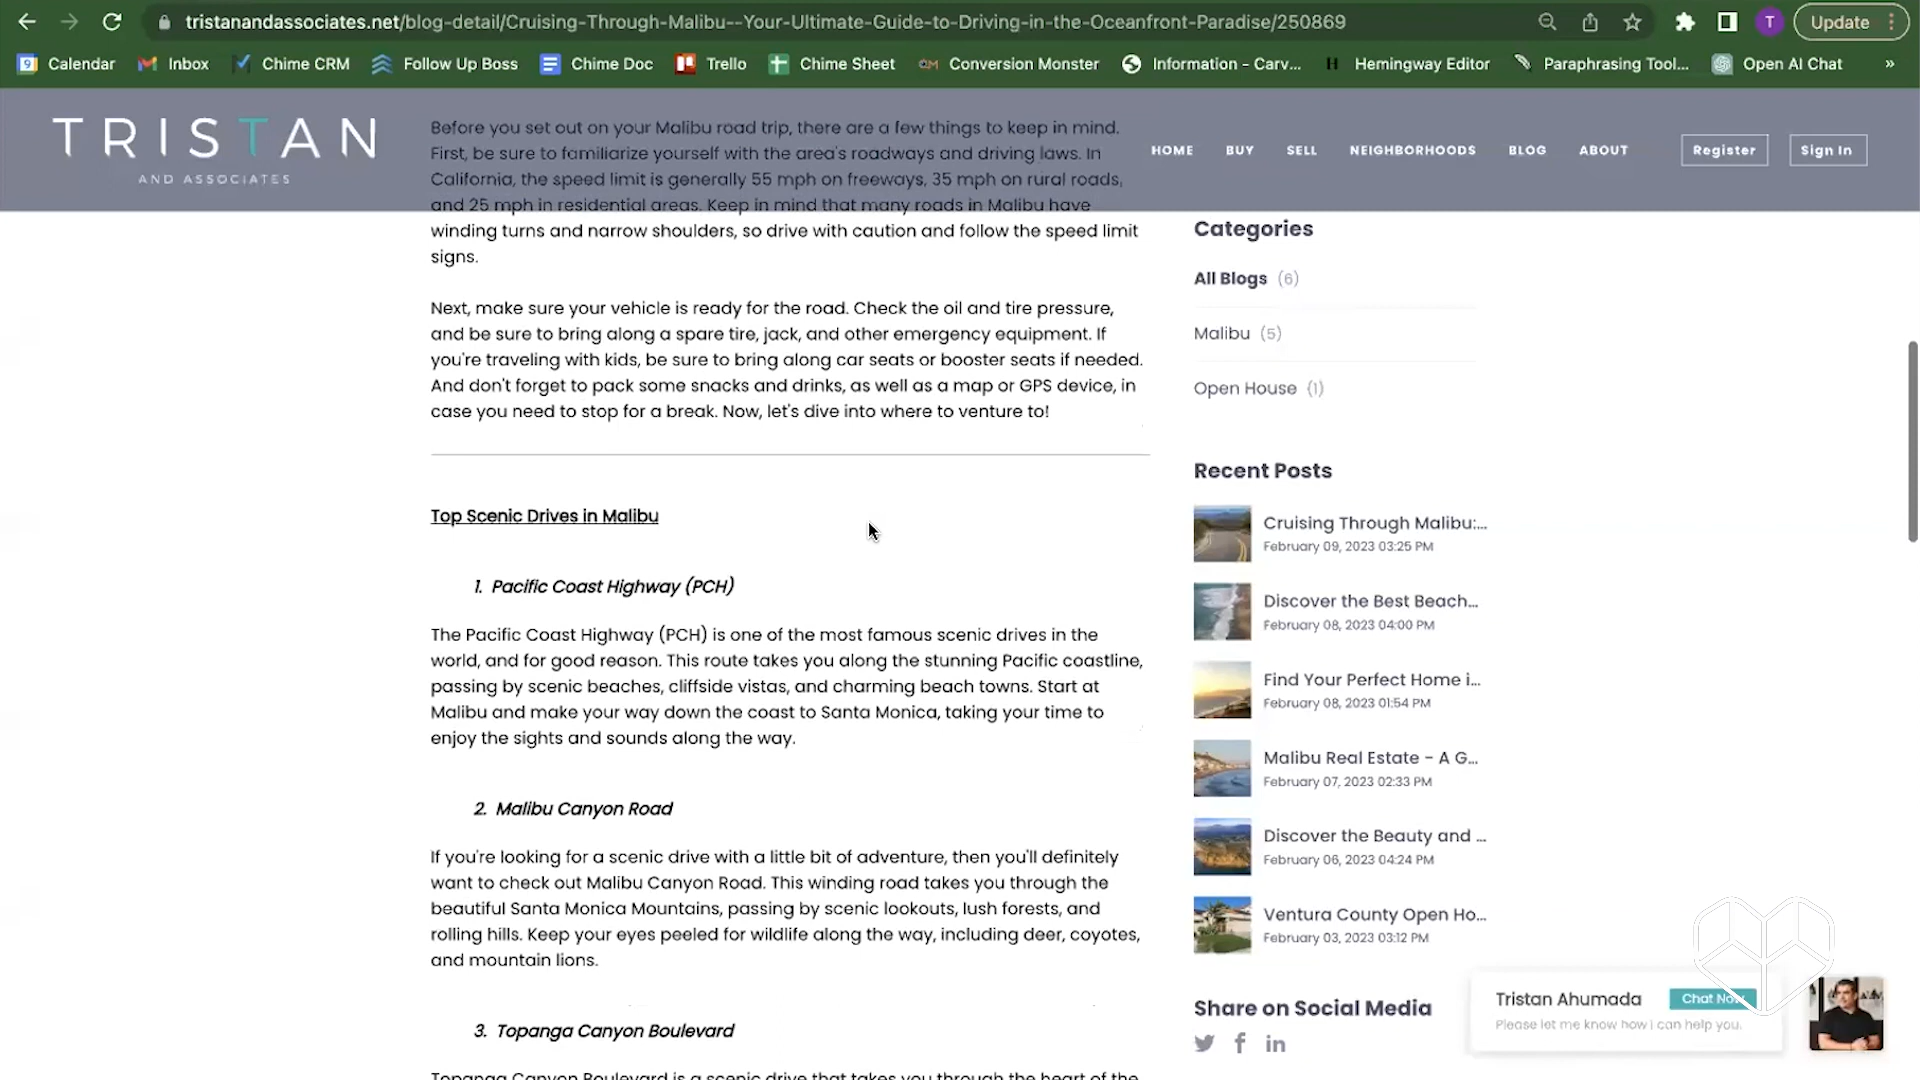 tristanandassociates.net/blog-detail/Cruising-Through-Malibu--Your-Ultimate-Guide-to-Driving-in-the-Oceanfront-Paradise/250869
T
Update
9
Calendar
Inbox
Chime CRM
Follow Up Boss
Chime Doc
Trello
Chime Sheet
CM
Conversion Monster
Information - Carv...
H
Hemingway Editor
Paraphrasing Tool...
Open AI Chat
»
TRISTAN
AND ASSOCIATES
HOME
BUY
SELL
NEIGHBORHOODS
BLOG
ABOUT
Register
Sign In
Before you set out on your Malibu road trip, there are a few things to keep in mind.
First, be sure to familiarize yourself with the area's roadways and driving laws. In
California, the speed limit is generally 55 mph on freeways, 35 mph on rural roads,
and 25 mph in residential areas. Keep in mind that many roads in Malibu have
winding turns and narrow shoulders, so drive with caution and follow the speed limit
signs.
Next, make sure your vehicle is ready for the road. Check the oil and tire pressure,
and be sure to bring along a spare tire, jack, and other emergency equipment. If
you're traveling with kids, be sure to bring along car seats or booster seats if needed.
And don't forget to pack some snacks and drinks, as well as a map or GPS device, in
case you need to stop for a break. Now, let's dive into where to venture to!
Top Scenic Drives in Malibu
1. Pacific Coast Highway (PCH)
The Pacific Coast Highway (PCH) is one of the most famous scenic drives in the
world, and for good reason. This route takes you along the stunning Pacific coastline,
passing by scenic beaches, cliffside vistas, and charming beach towns. Start at
Malibu and make your way down the coast to Santa Monica, taking your time to
enjoy the sights and sounds along the way.
2. Malibu Canyon Road
If you're looking for a scenic drive with a little bit of adventure, then you'll definitely
want to check out Malibu Canyon Road. This winding road takes you through the
beautiful Santa Monica Mountains, passing by scenic lookouts, lush forests, and
rolling hills. Keep your eyes peeled for wildlife along the way, including deer, coyotes,
and mountain lions.
3. Topanga Canyon Boulevard
Topanga Canyon Boulevard is a scenic drive that takes you through the heart of the
Categories
All Blogs (6)
Malibu (5)
Open House (1)
Recent Posts
Cruising Through Malibu:...
February 09, 2023 03:25 PM
Discover the Best Beach...
February 08, 2023 04:00 PM
Find Your Perfect Home i...
February 08, 2023 01:54 PM
Malibu Real Estate - A G...
February 07, 2023 02:33 PM
Discover the Beauty and ...
February 06, 2023 04:24 PM
Ventura County Open Ho...
February 03, 2023 03:12 PM
Share on Social Media
Tristan Ahumada
Chat Now
Please let me know how i can help you.